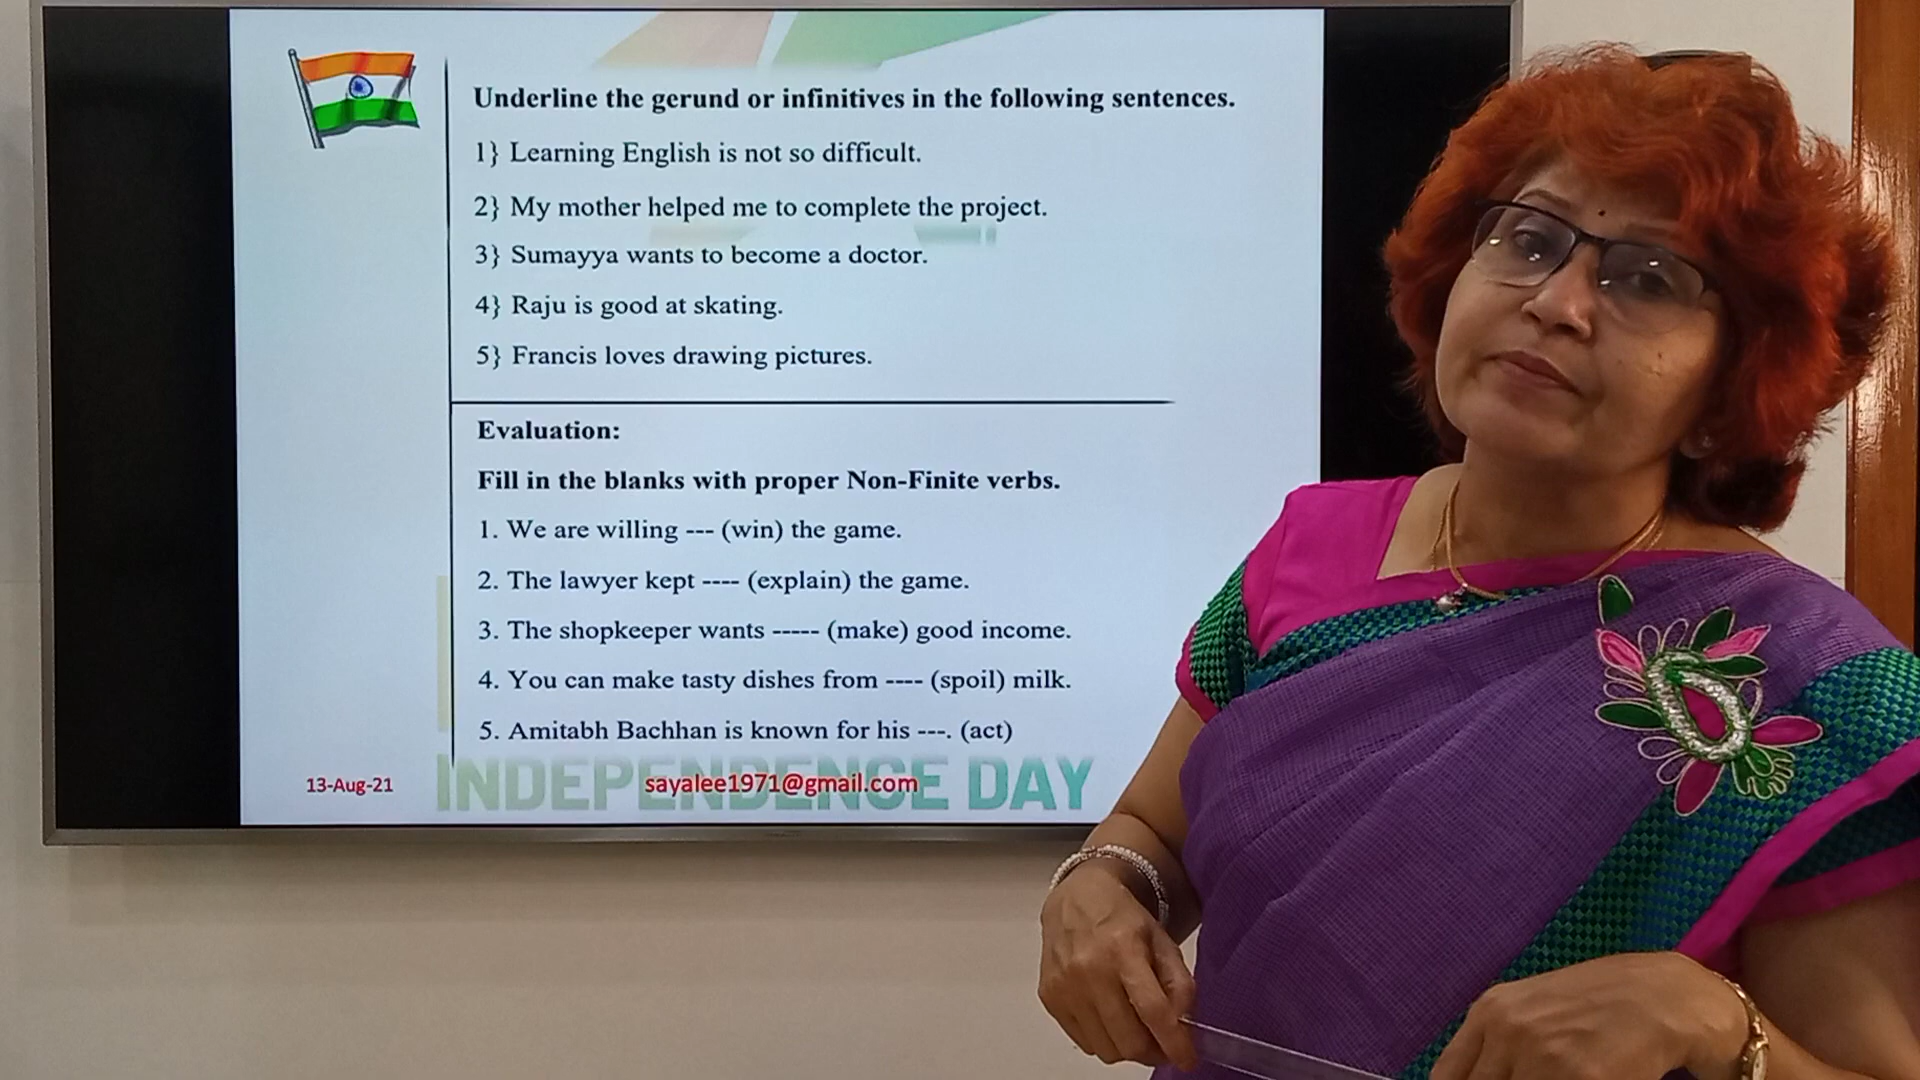 Underline the gerund or infinitives in the following sentences.
1} Learning English is not so difficult.
2} My mother helped me to complete the project.
3} Sumayya wants to become a doctor.
4} Raju is good at skating.
5} Francis loves drawing pictures.
Evaluation:
Fill in the blanks with proper Non-Finite verbs.
1. We are willing --- (win) the game.
2. The lawyer kept ---- (explain) the game.
3. The shopkeeper wants ----- (make) good income.
4. You can make tasty dishes from ---- (spoil) milk.
5. Amitabh Bachhan is known for his ---. (act)
INDEPENDENCE DAY
13-Aug-21 sayalee1971@gmail.com